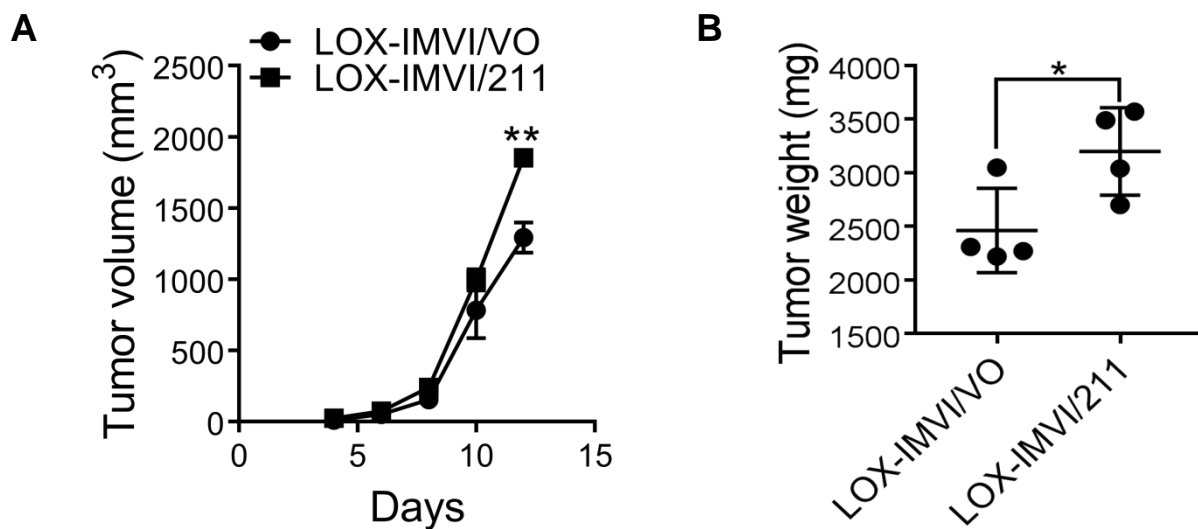 A
LOX-IMVI/VO
LOX-IMVI/211
Tumor volume (mm³)
2500
2000
1500
1000
500
0
**
0 5 10 15
Days
B
Tumor weight (mg)
4000
3500
3000
2500
2000
1500
*
LOX-IMVI/VO
LOX-IMVI/211